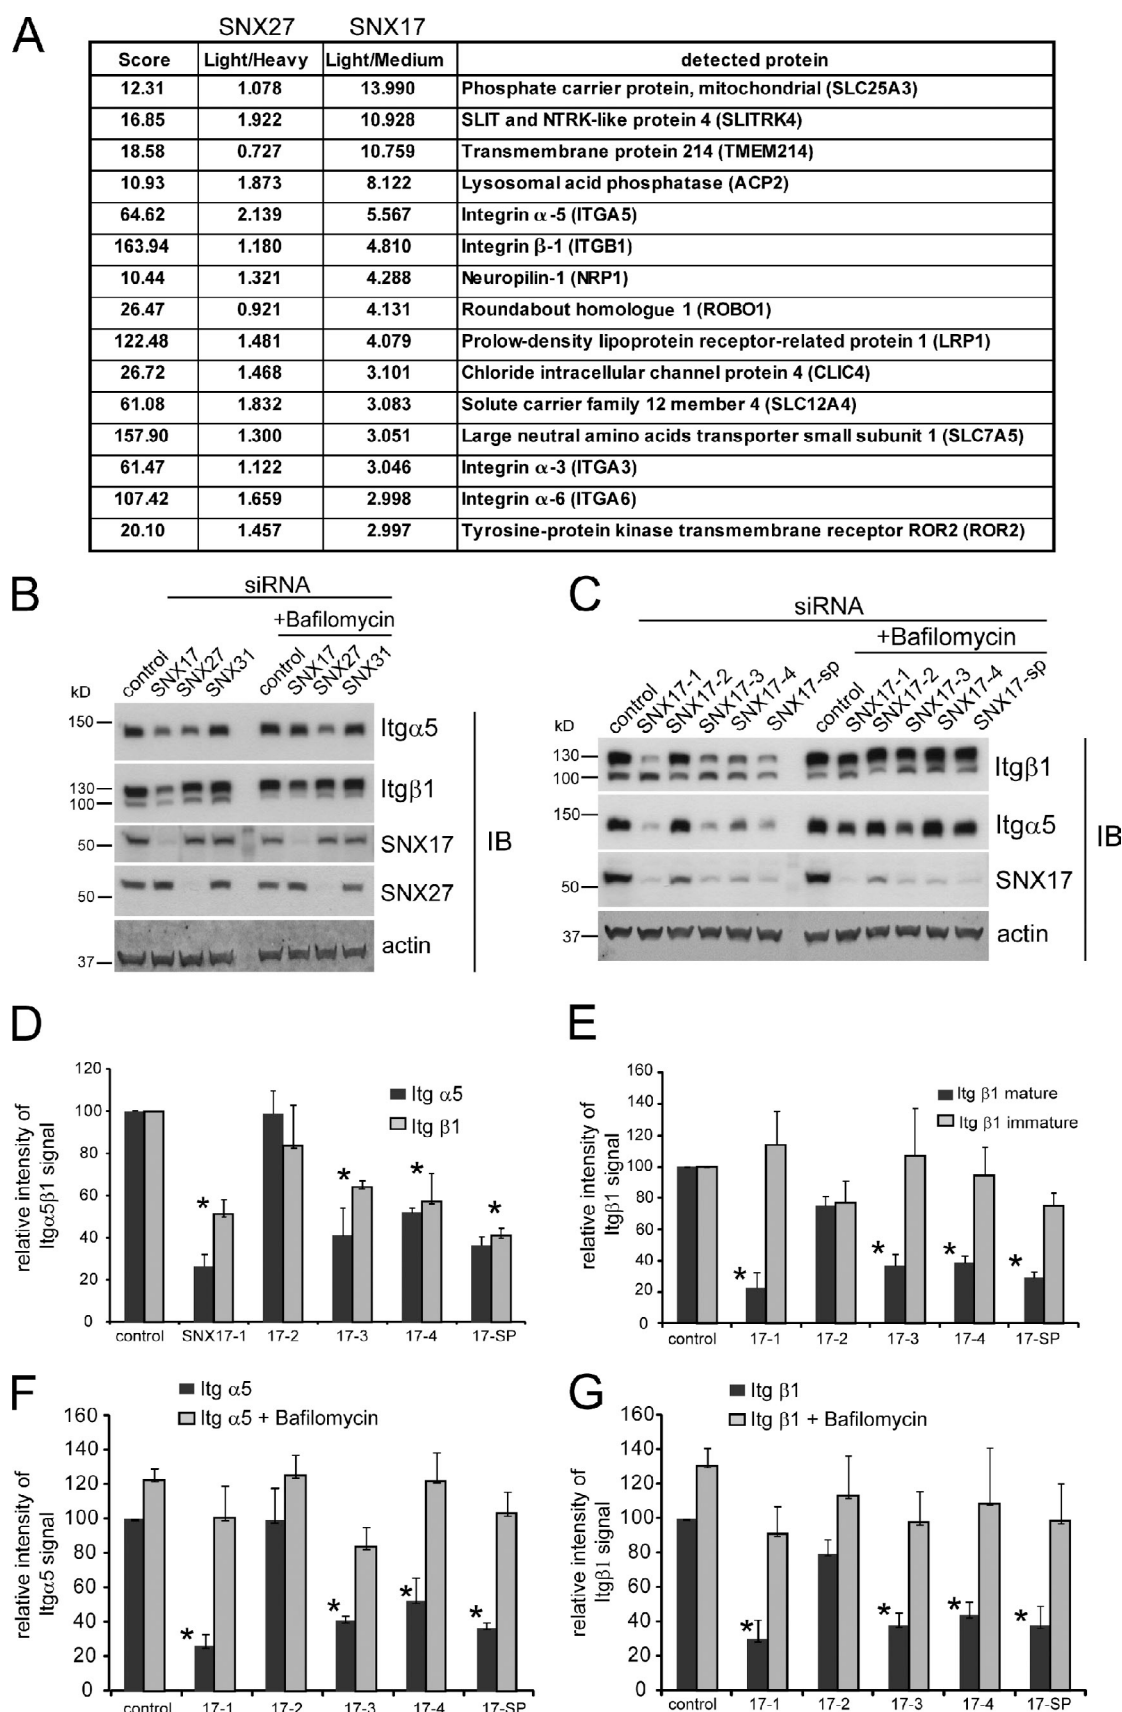 A
SNX27 SNX17
Score Light/Heavy Light/Medium detected protein
12.31 1.078 13.990 Phosphate carrier protein, mitochondrial (SLC25A3)
16.85 1.922 10.928 SLIT and NTRK-like protein 4 (SLITRK4)
18.58 0.727 10.759 Transmembrane protein 214 (TMEM214)
10.93 1.873 8.122 Lysosomal acid phosphatase (ACP2)
64.62 2.139 5.567 Integrin α-5 (ITGA5)
163.94 1.180 4.810 Integrin β-1 (ITGB1)
10.44 1.321 4.288 Neuropilin-1 (NRP1)
26.47 0.921 4.131 Roundabout homologue 1 (ROBO1)
122.48 1.481 4.079 Prolow-density lipoprotein receptor-related protein 1 (LRP1)
26.72 1.468 3.101 Chloride intracellular channel protein 4 (CLIC4)
61.08 1.832 3.083 Solute carrier family 12 member 4 (SLC12A4)
157.90 1.300 3.051 Large neutral amino acids transporter small subunit 1 (SLC7A5)
61.47 1.122 3.046 Integrin α-3 (ITGA3)
107.42 1.659 2.998 Integrin α-6 (ITGA6)
20.10 1.457 2.997 Tyrosine-protein kinase transmembrane receptor ROR2 (ROR2)
B
siRNA
+Bafilomycin
control SNX17 SNX27 SNX31 control SNX17 SNX27 SNX31
kD
150 Itgα5
130 Itgβ1
100
50 SNX17
50 SNX27
37 actin
IB
C
siRNA
+Bafilomycin
control SNX17-1 SNX17-2 SNX17-3 SNX17-4 SNX17-sp control SNX17-1 SNX17-2 SNX17-3 SNX17-4 SNX17-sp
kD
130 Itgβ1
100
150 Itgα5
50 SNX17
37 actin
IB
D
relative intensity of
Itgα5β1 signal
120
100
80
60
40
20
0
Itg α5
Itg β1
* * * *
control SNX17-1 17-2 17-3 17-4 17-SP
E
relative intensity of
Itgβ1 signal
160
140
120
100
80
60
40
20
0
Itg β1 mature
Itg β1 immature
* * * *
control 17-1 17-2 17-3 17-4 17-SP
F
Itg α5
Itg α5 + Bafilomycin
relative intensity of
Itgα5 signal
160
140
120
100
80
60
40
20
0
* * * *
control 17-1 17-2 17-3 17-4 17-SP
G
Itg β1
Itg β1 + Bafilomycin
relative intensity of
Itgβ1 signal
160
140
120
100
80
60
40
20
0
* * * *
control 17-1 17-2 17-3 17-4 17-SP